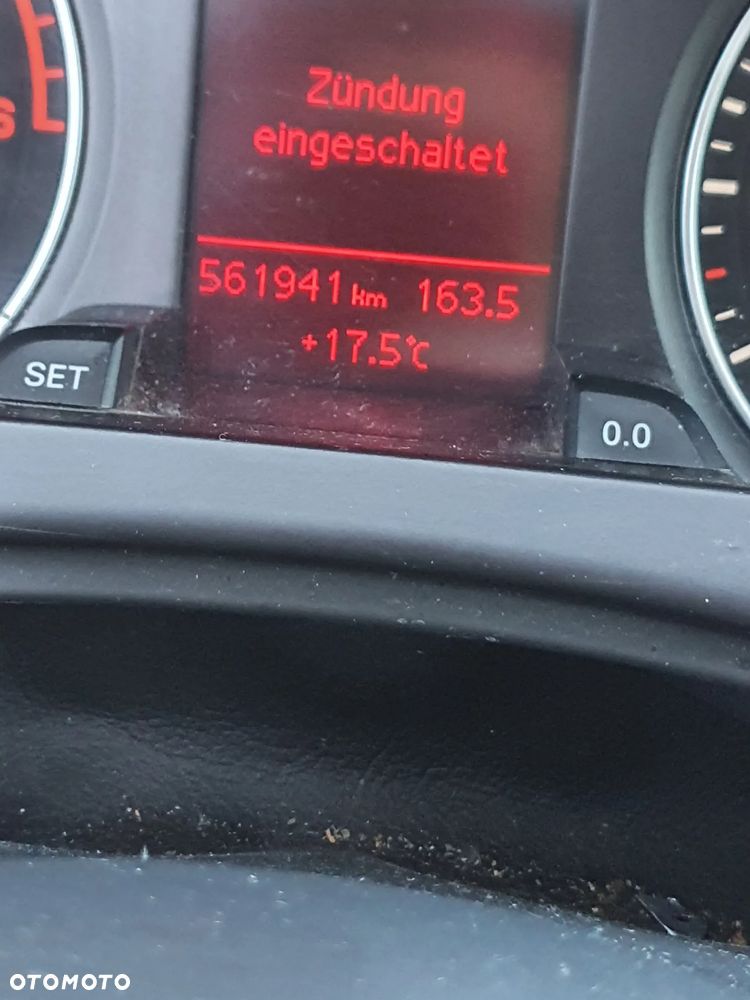 Zündung
eingeschaltet
561941 km 163.5
+17.5°C
SET
0.0
OTOMOTO